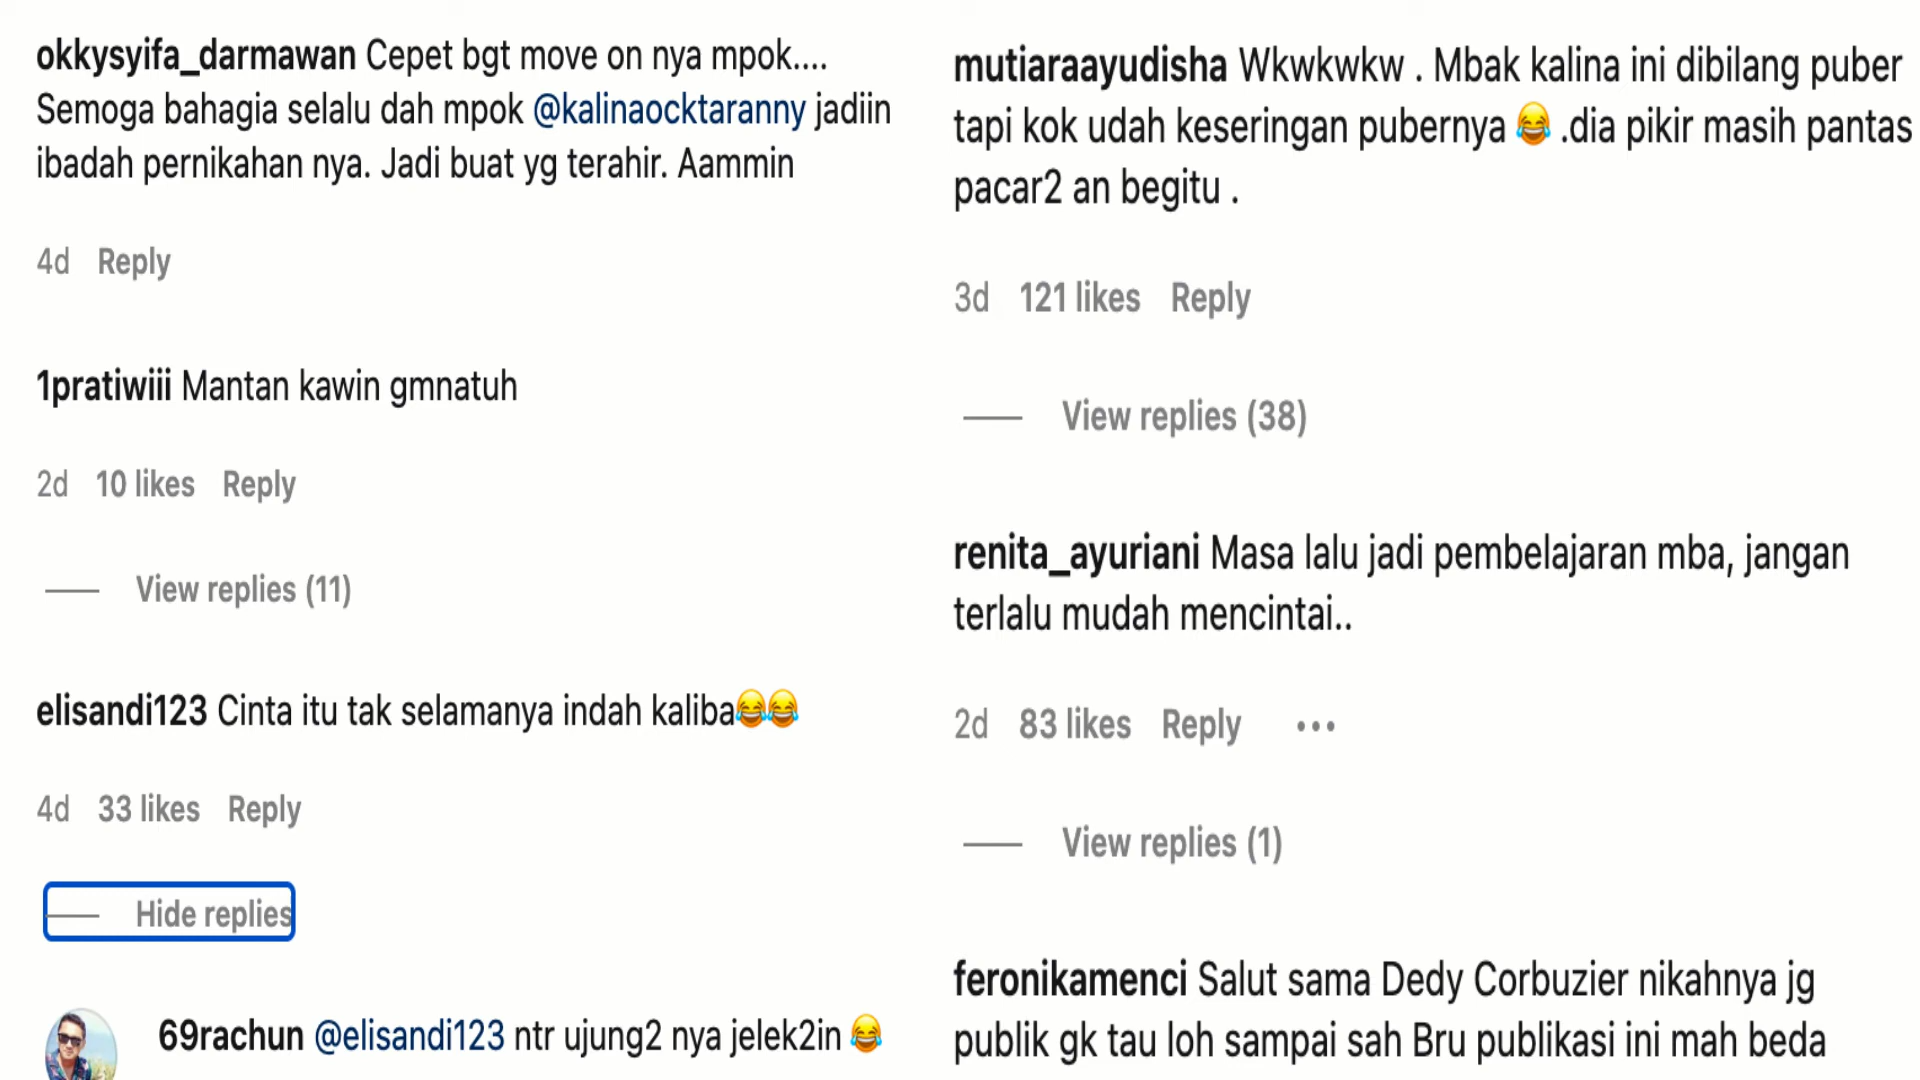 okkysyifa_darmawan Cepet bgt move on nya mpok....
Semoga bahagia selalu dah mpok @kalinaocktaranny jadiin
ibadah pernikahan nya. Jadi buat yg terahir. Aammin
4d Reply
1pratiwiii Mantan kawin gmnatuh
2d 10 likes Reply
View replies (11)
elisandi123 Cinta itu tak selamanya indah kaliba😂😂
4d 33 likes Reply
Hide replies
69rachun @elisandi123 ntr ujung2 nya jelek2in 😂
mutiaraayudisha Wkwkwkw . Mbak kalina ini dibilang puber
tapi kok udah keseringan pubernya 😂 .dia pikir masih pantas
pacar2 an begitu .
3d 121 likes Reply
View replies (38)
renita_ayuriani Masa lalu jadi pembelajaran mba, jangan
terlalu mudah mencintai..
2d 83 likes Reply •••
View replies (1)
feronikamenci Salut sama Dedy Corbuzier nikahnya jg
publik gk tau loh sampai sah Bru publikasi ini mah beda